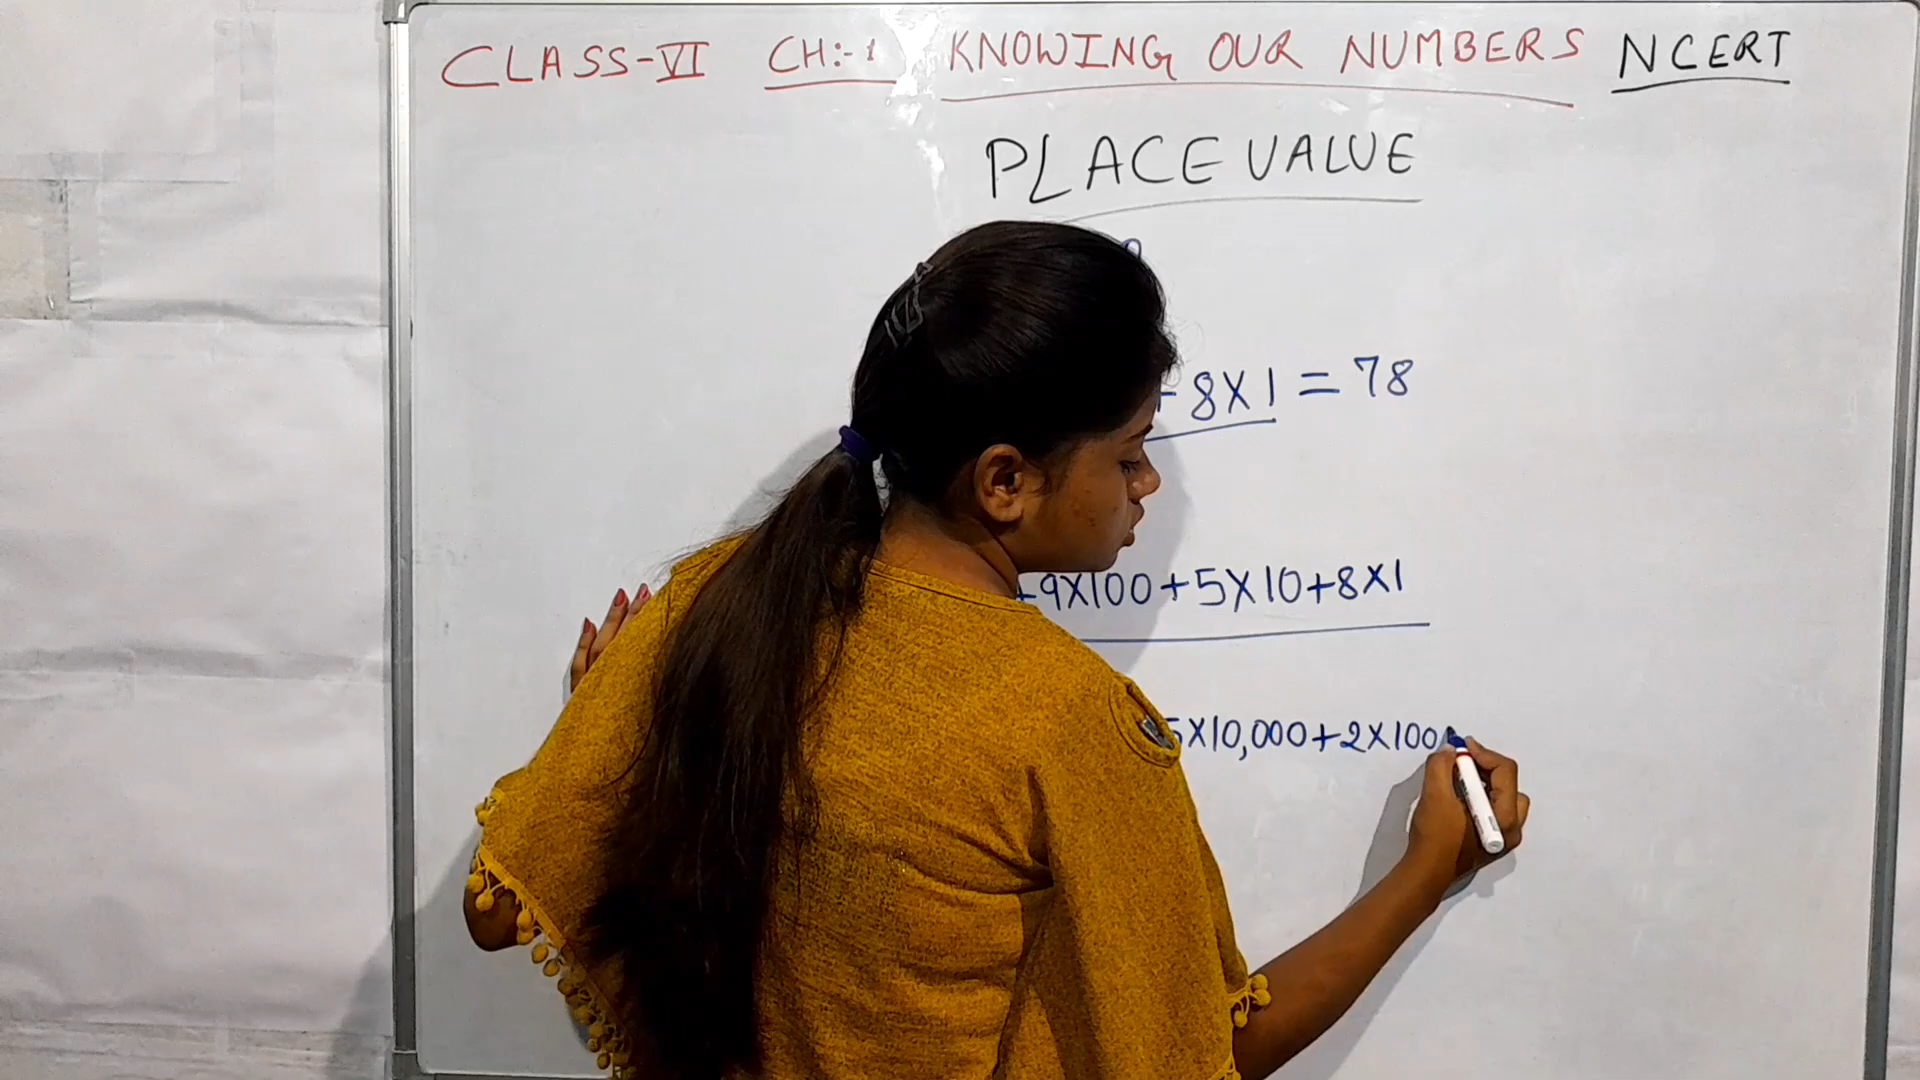 CLASS-VI CH:-1 KNOWING OUR NUMBERS NCERT
PLACE VALUE
8X1 = 78
+9X100+5X10+8X1
5X10,000+2X100